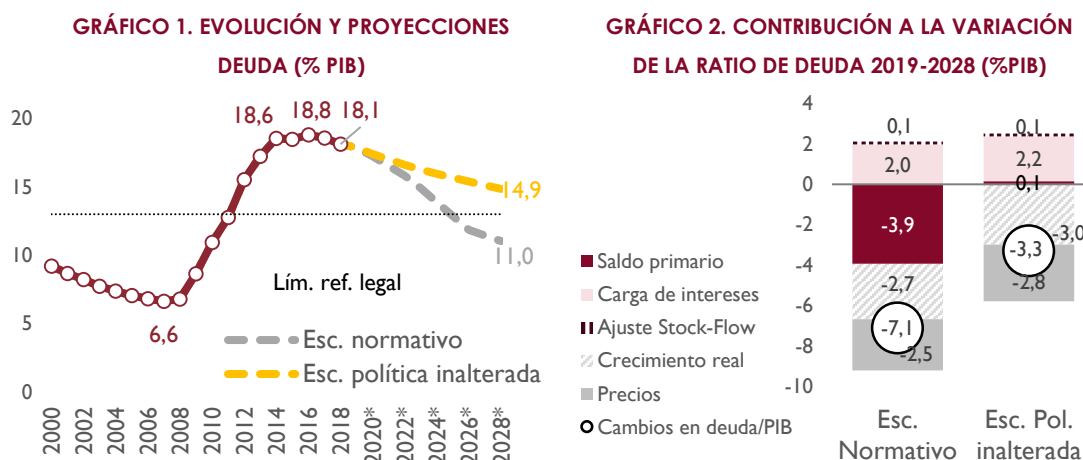 GRÁFICO 1. EVOLUCIÓN Y PROYECCIONES
DEUDA (% PIB)
20
15
10
5
0
18,6
18,8
18,1
14,9
11,0
6,6
Lím. ref. legal
Esc. normativo
Esc. política inalterada
2000
2002
2004
2006
2008
2010
2012
2014
2016
2018
2020*
2022*
2024*
2026*
2028*
GRÁFICO 2. CONTRIBUCIÓN A LA VARIACIÓN
DE LA RATIO DE DEUDA 2019-2028 (%PIB)
4
2
0
-2
-4
-6
-8
-10
Saldo primario
Carga de intereses
Ajuste Stock-Flow
Crecimiento real
Precios
Cambios en deuda/PIB
0,1
2,0
-3,9
-2,7
-7,1
-2,5
0,1
2,2
0,1
-3,0
-3,3
-2,8
Esc.
Normativo
Esc. Pol.
inalterada